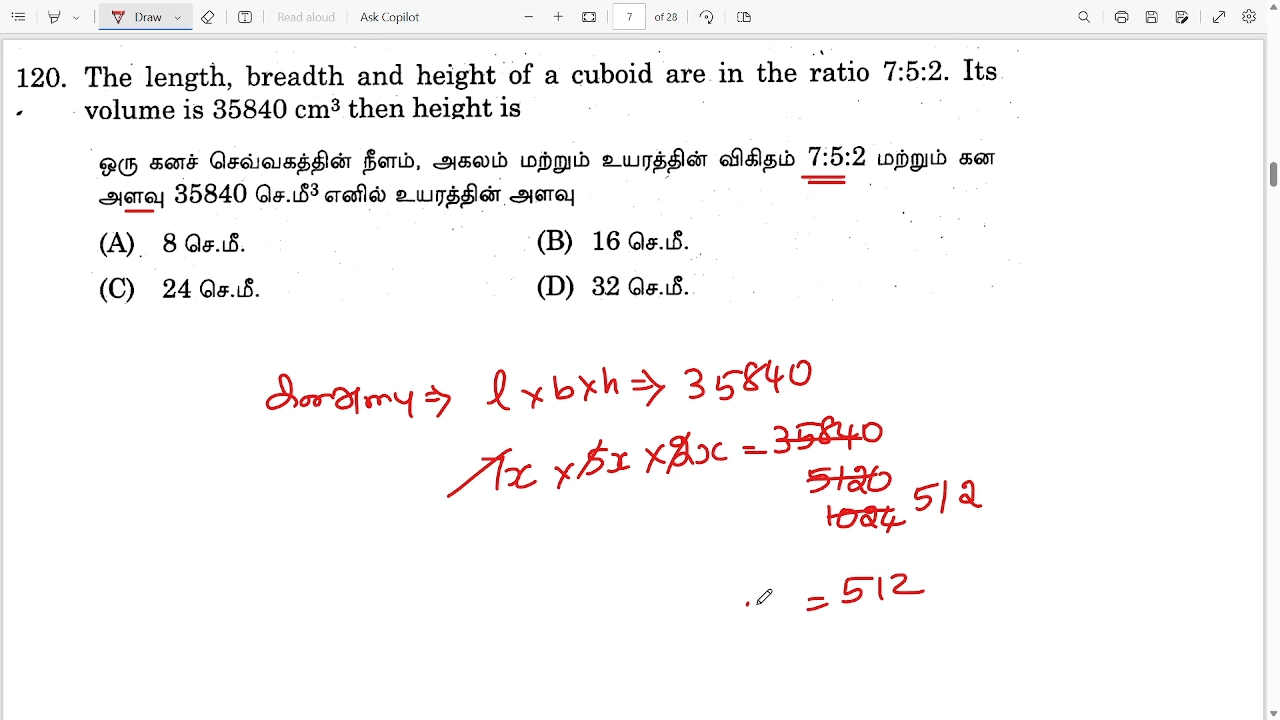 Draw
Read aloud
Ask Copilot
7
of 28
120. The length, breadth and height of a cuboid are in the ratio 7:5:2. Its
volume is 35840 cm³ then height is
ஒரு கனச் செவ்வகத்தின் நீளம், அகலம் மற்றும் உயரத்தின் விகிதம் 7:5:2 மற்றும் கன
அளவு 35840 செ.மீ³ எனில் உயரத்தின் அளவு
(A) 8 செ.மீ.
(B) 16 செ.மீ.
(C) 24 செ.மீ.
(D) 32 செ.மீ.
⇒ l × b × h ⇒ 35840
7x × 5x × 2x = 35840
5120
1024 512
= 512